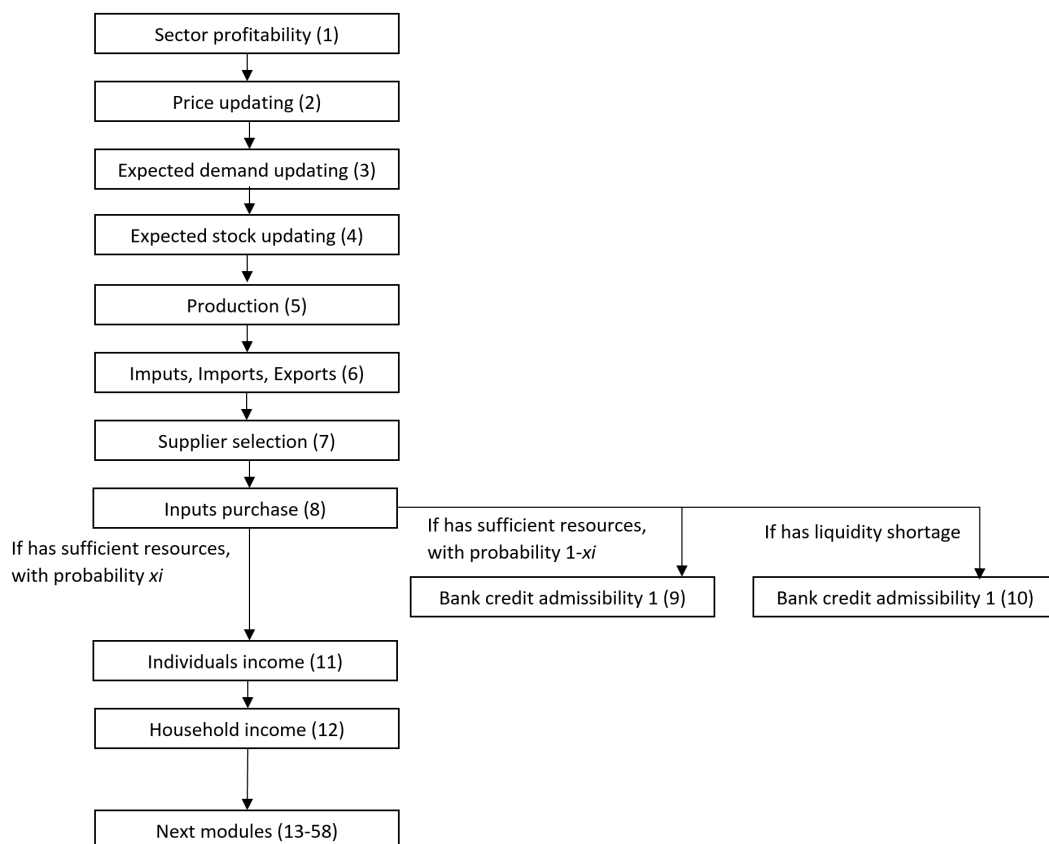 Sector profitability (1)
Price updating (2)
Expected demand updating (3)
Expected stock updating (4)
Production (5)
Imputs, Imports, Exports (6)
Supplier selection (7)
Inputs purchase (8)
If has sufficient resources,
with probability xi
If has sufficient resources,
with probability 1-xi
If has liquidity shortage
Bank credit admissibility 1 (9)
Bank credit admissibility 1 (10)
Individuals income (11)
Household income (12)
Next modules (13-58)